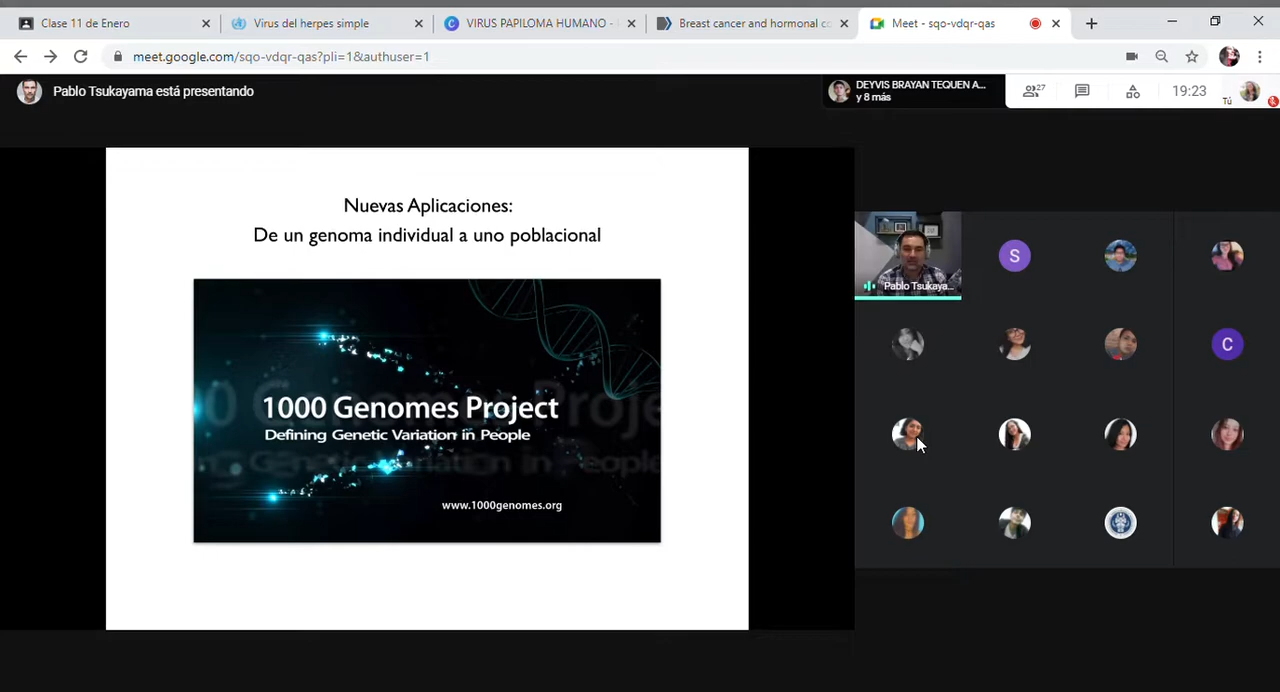 Clase 11 de Enero
Virus del herpes simple
VIRUS PAPILOMA HUMANO -
Breast cancer and hormonal co
Meet - sqo-vdqr-qas
meet.google.com/sqo-vdqr-qas?pli=1&authuser=1
Pablo Tsukayama está presentando
DEYVIS BRAYAN TEQUEN A...
y 8 más
27
19:23
Tú
Nuevas Aplicaciones:
De un genoma individual a uno poblacional
1000 Genomes Project
Defining Genetic Variation in People
www.1000genomes.org
Pablo Tsukaya...
S
C